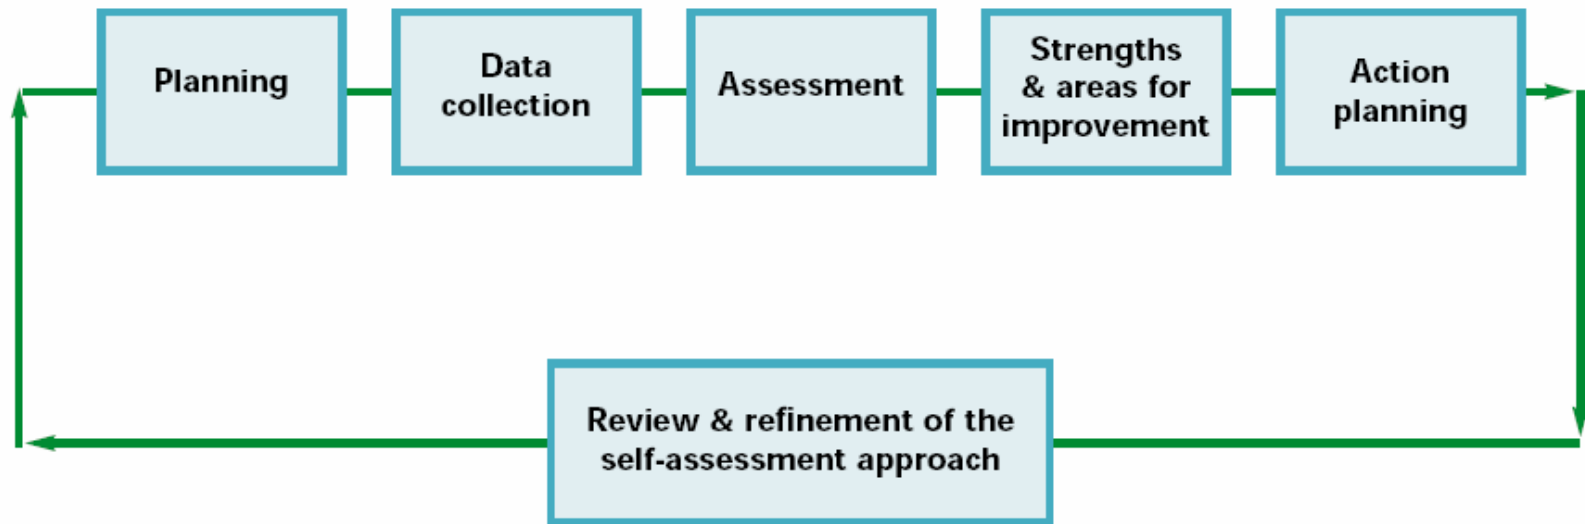 Planning
Data
collection
Assessment
Strengths
& areas for
improvement
Action
planning
Review & refinement of the
self-assessment approach